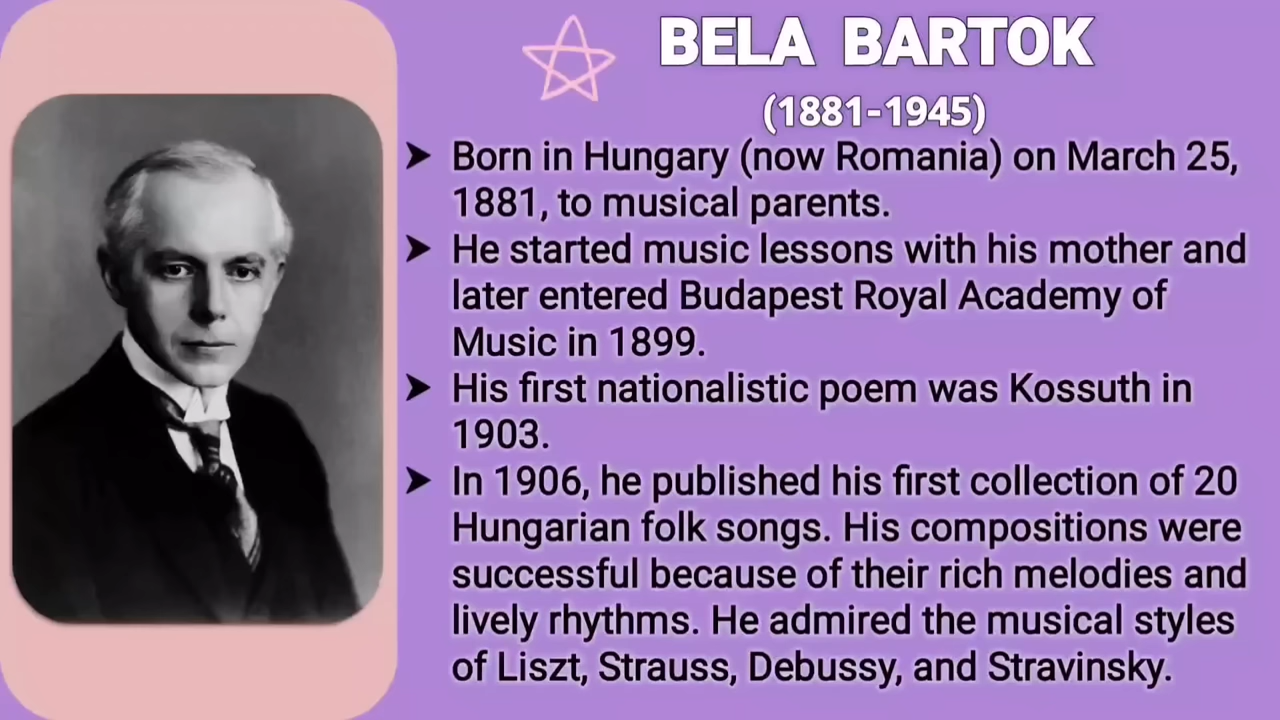 BELA BARTOK
(1881-1945)
➤ Born in Hungary (now Romania) on March 25,
1881, to musical parents.
➤ He started music lessons with his mother and
later entered Budapest Royal Academy of
Music in 1899.
➤ His first nationalistic poem was Kossuth in
1903.
➤ In 1906, he published his first collection of 20
Hungarian folk songs. His compositions were
successful because of their rich melodies and
lively rhythms. He admired the musical styles
of Liszt, Strauss, Debussy, and Stravinsky.